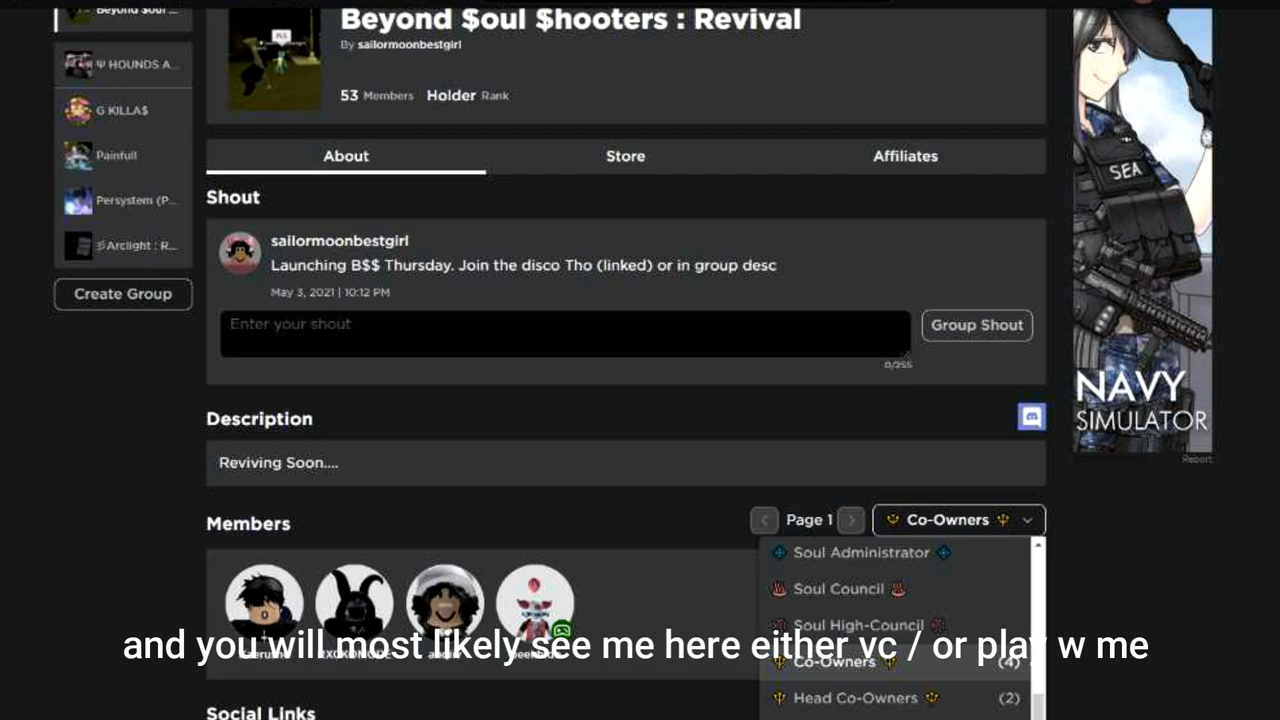 Beyond $oul $hooters : Revival
By sailormoonbestgirl
53 Members Holder Rank
Ψ HOUNDS A...
G KILLA$
Painfull
Persystem (P...
Arclight : R...
Create Group
About
Store
Affiliates
Shout
sailormoonbestgirl
Launching B$$ Thursday. Join the disco Tho (linked) or in group desc
May 3, 2021 | 10:12 PM
Enter your shout
Group Shout
0/255
Description
Reviving Soon....
Members
Page 1
Co-Owners
Soul Administrator
Soul Council
Soul High-Council
Co-Owners (4)
Head Co-Owners (2)
and you will most likely see me here either vc / or play w me
Social Links
SEA
NAVY
SIMULATOR
Report